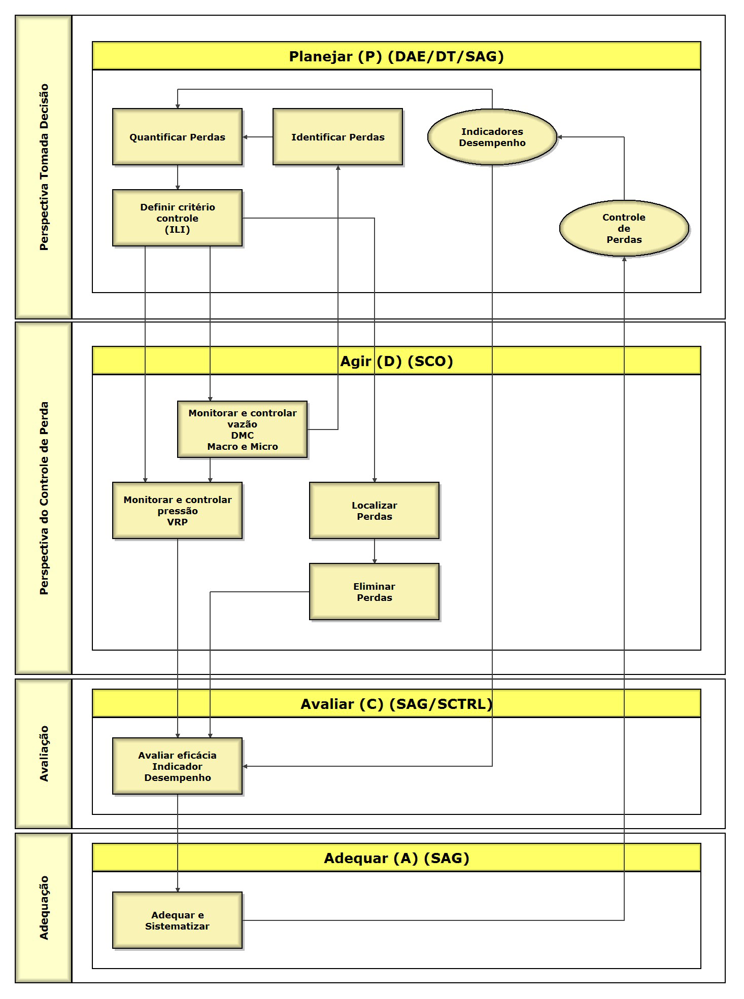 Perspectiva Tomada Decisão
Planejar (P) (DAE/DT/SAG)
Quantificar Perdas
Identificar Perdas
Indicadores
Desempenho
Definir critério
controle
(ILI)
Controle
de
Perdas
Perspectiva do Controle de Perda
Agir (D) (SCO)
Monitorar e controlar
vazão
DMC
Macro e Micro
Monitorar e controlar
pressão
VRP
Localizar
Perdas
Eliminar
Perdas
Avaliação
Avaliar (C) (SAG/SCTRL)
Avaliar eficácia
Indicador
Desempenho
Adequação
Adequar (A) (SAG)
Adequar e
Sistematizar